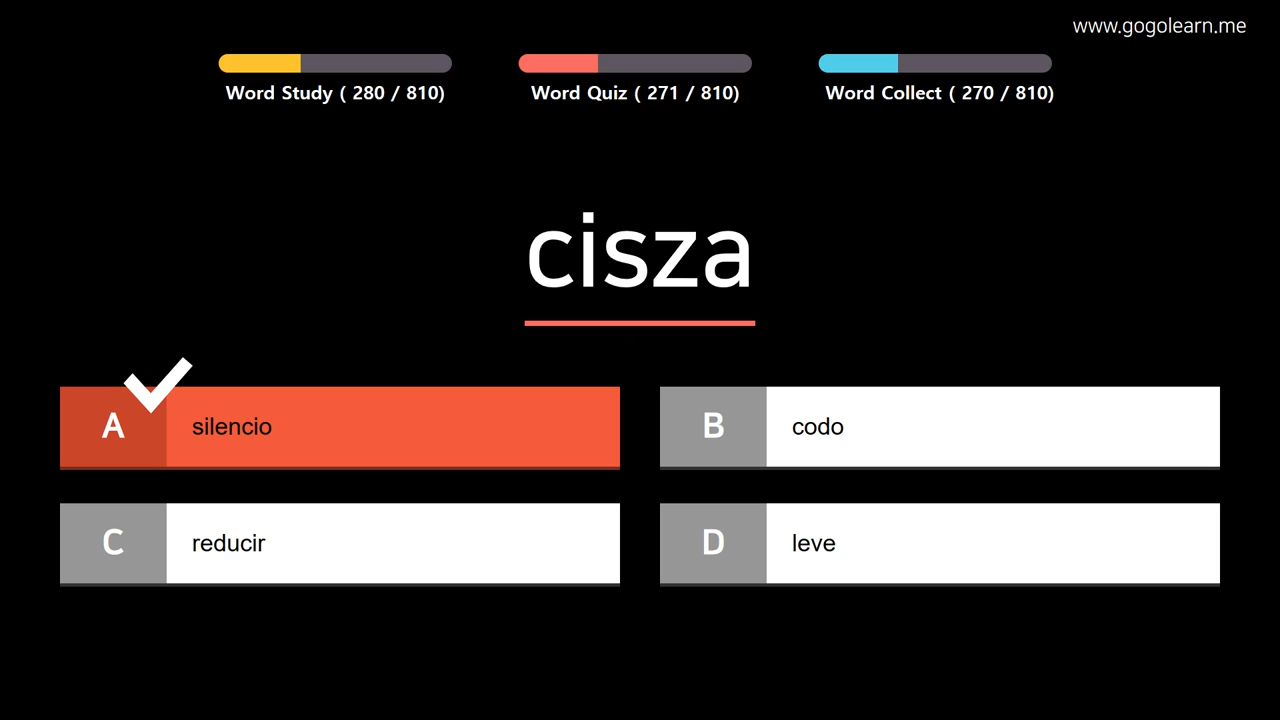 www.gogolearn.me
Word Study ( 280 / 810)
Word Quiz ( 271 / 810)
Word Collect ( 270 / 810)
cisza
A silencio
B codo
C reducir
D leve